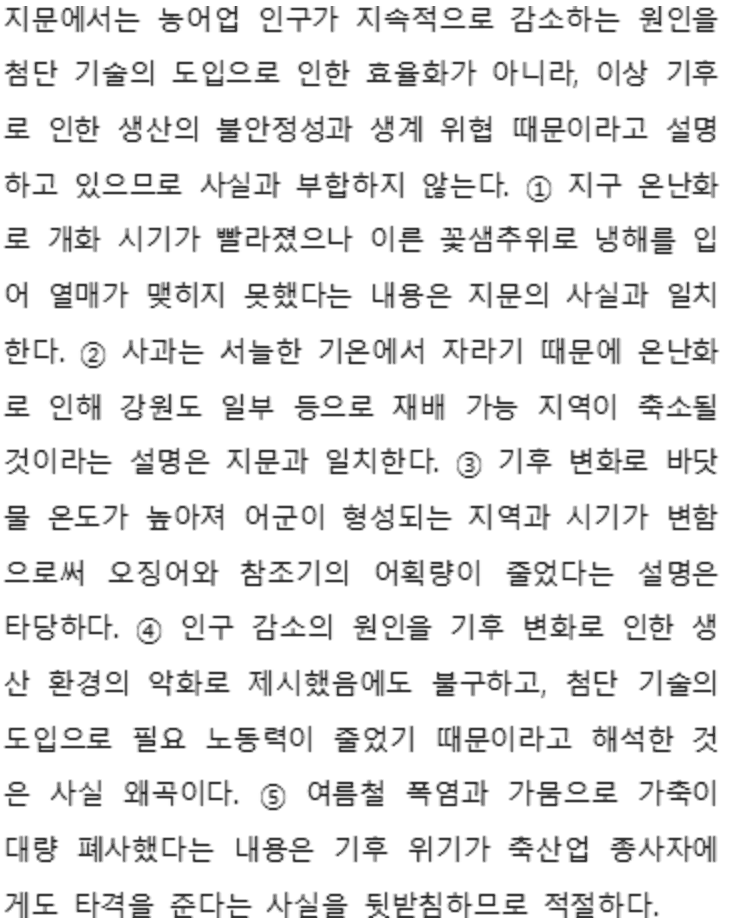 지문에서는 농어업 인구가 지속적으로 감소하는 원인을
첨단 기술의 도입으로 인한 효율화가 아니라, 이상 기후
로 인한 생산의 불안정성과 생계 위협 때문이라고 설명
하고 있으므로 사실과 부합하지 않는다. ① 지구 온난화
로 개화 시기가 빨라졌으나 이른 꽃샘추위로 냉해를 입
어 열매가 맺히지 못했다는 내용은 지문의 사실과 일치
한다. ② 사과는 서늘한 기온에서 자라기 때문에 온난화
로 인해 강원도 일부 등으로 재배 가능 지역이 축소될
것이라는 설명은 지문과 일치한다. ③ 기후 변화로 바닷
물 온도가 높아져 어군이 형성되는 지역과 시기가 변함
으로써 오징어와 참조기의 어획량이 줄었다는 설명은
타당하다. ④ 인구 감소의 원인을 기후 변화로 인한 생
산 환경의 악화로 제시했음에도 불구하고, 첨단 기술의
도입으로 필요 노동력이 줄었기 때문이라고 해석한 것
은 사실 왜곡이다. ⑤ 여름철 폭염과 가뭄으로 가축이
대량 폐사했다는 내용은 기후 위기가 축산업 종사자에
게도 타격을 준다는 사실을 뒷받침하므로 적절하다.